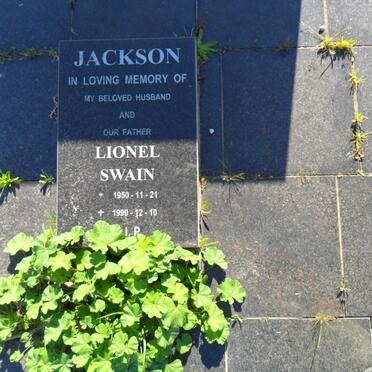 JACKSON
IN LOVING MEMORY OF
MY BELOVED HUSBAND
AND
OUR FATHER
LIONEL
SWAIN
* 1950 - 11 - 21
✝ 1999 - 12 - 10
I.P